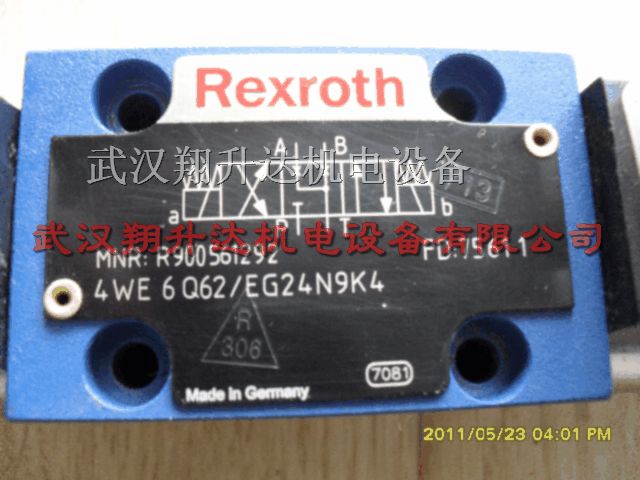 Rexroth
武汉翔升达机电设备
A B
13
a b
P T
武汉翔升达机电设备有限公司
MNR: R900561292 FD:
4WE 6 Q62/EG24N9K4
R
306
7081
Made in Germany
2011/05/23 04:01 PM